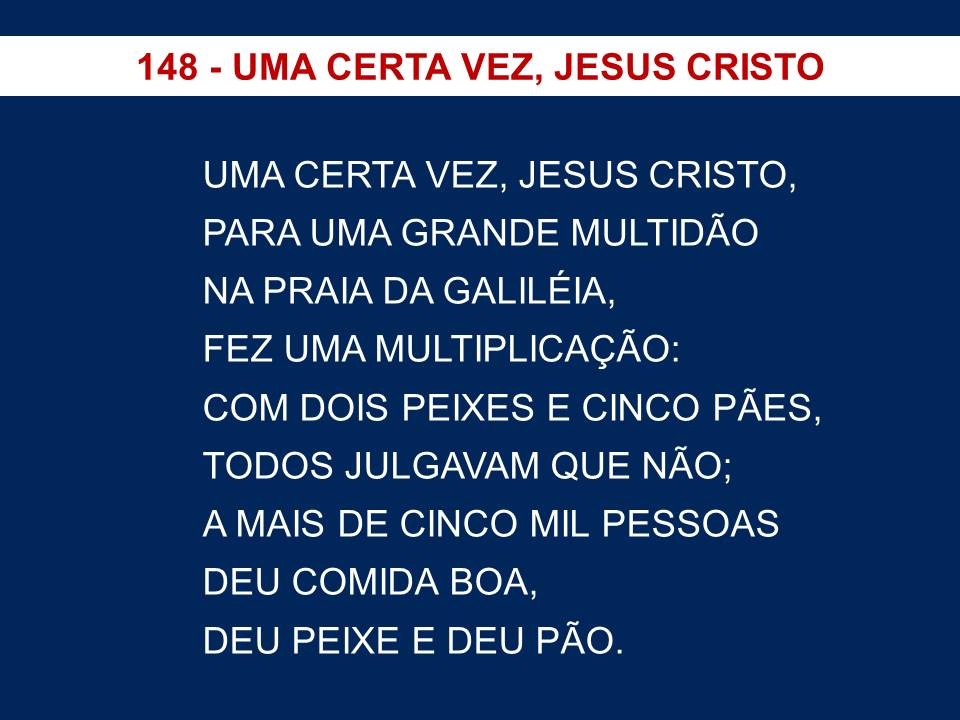 148 - UMA CERTA VEZ, JESUS CRISTO
UMA CERTA VEZ, JESUS CRISTO,
PARA UMA GRANDE MULTIDÃO
NA PRAIA DA GALILÉIA,
FEZ UMA MULTIPLICAÇÃO:
COM DOIS PEIXES E CINCO PÃES,
TODOS JULGAVAM QUE NÃO;
A MAIS DE CINCO MIL PESSOAS
DEU COMIDA BOA,
DEU PEIXE E DEU PÃO.